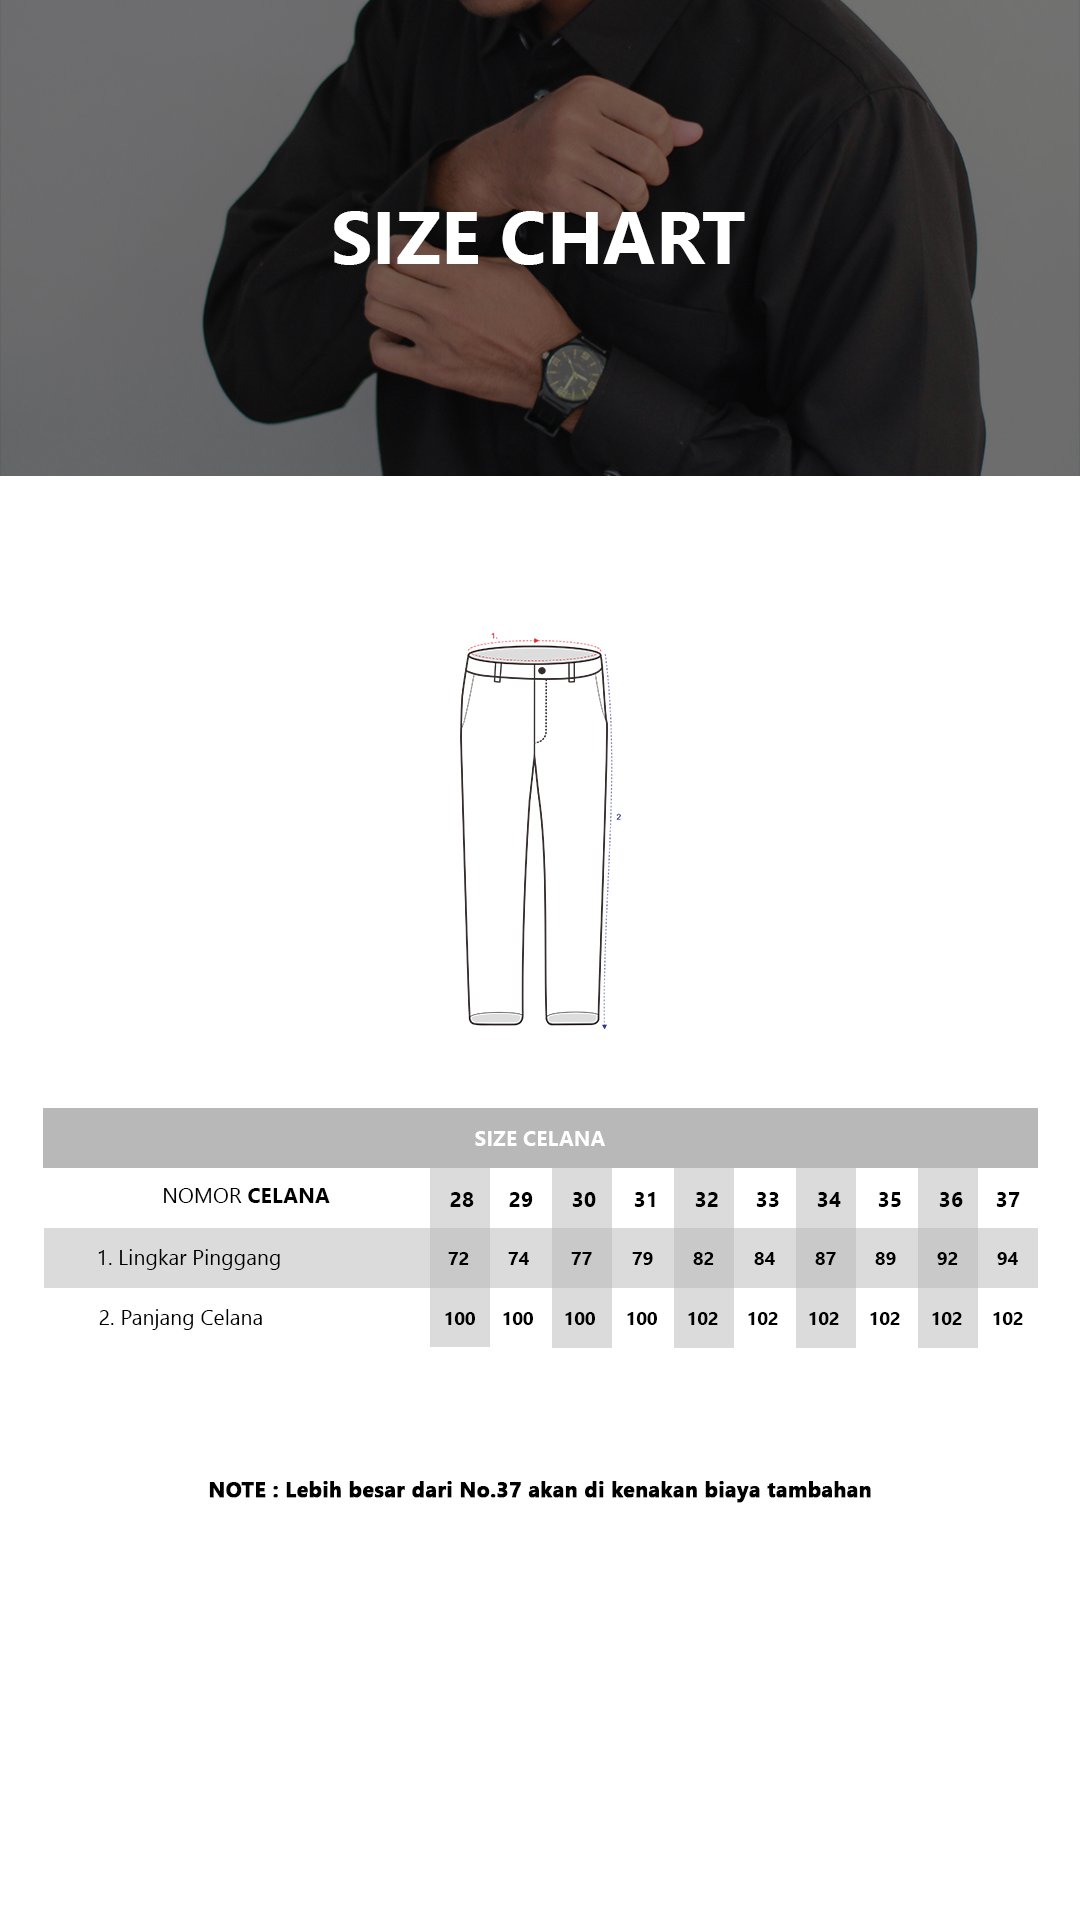 SIZE CHART
1.
2
SIZE CELANA
NOMOR CELANA 28 29 30 31 32 33 34 35 36 37
1. Lingkar Pinggang 72 74 77 79 82 84 87 89 92 94
2. Panjang Celana 100 100 100 100 102 102 102 102 102 102
NOTE : Lebih besar dari No.37 akan di kenakan biaya tambahan